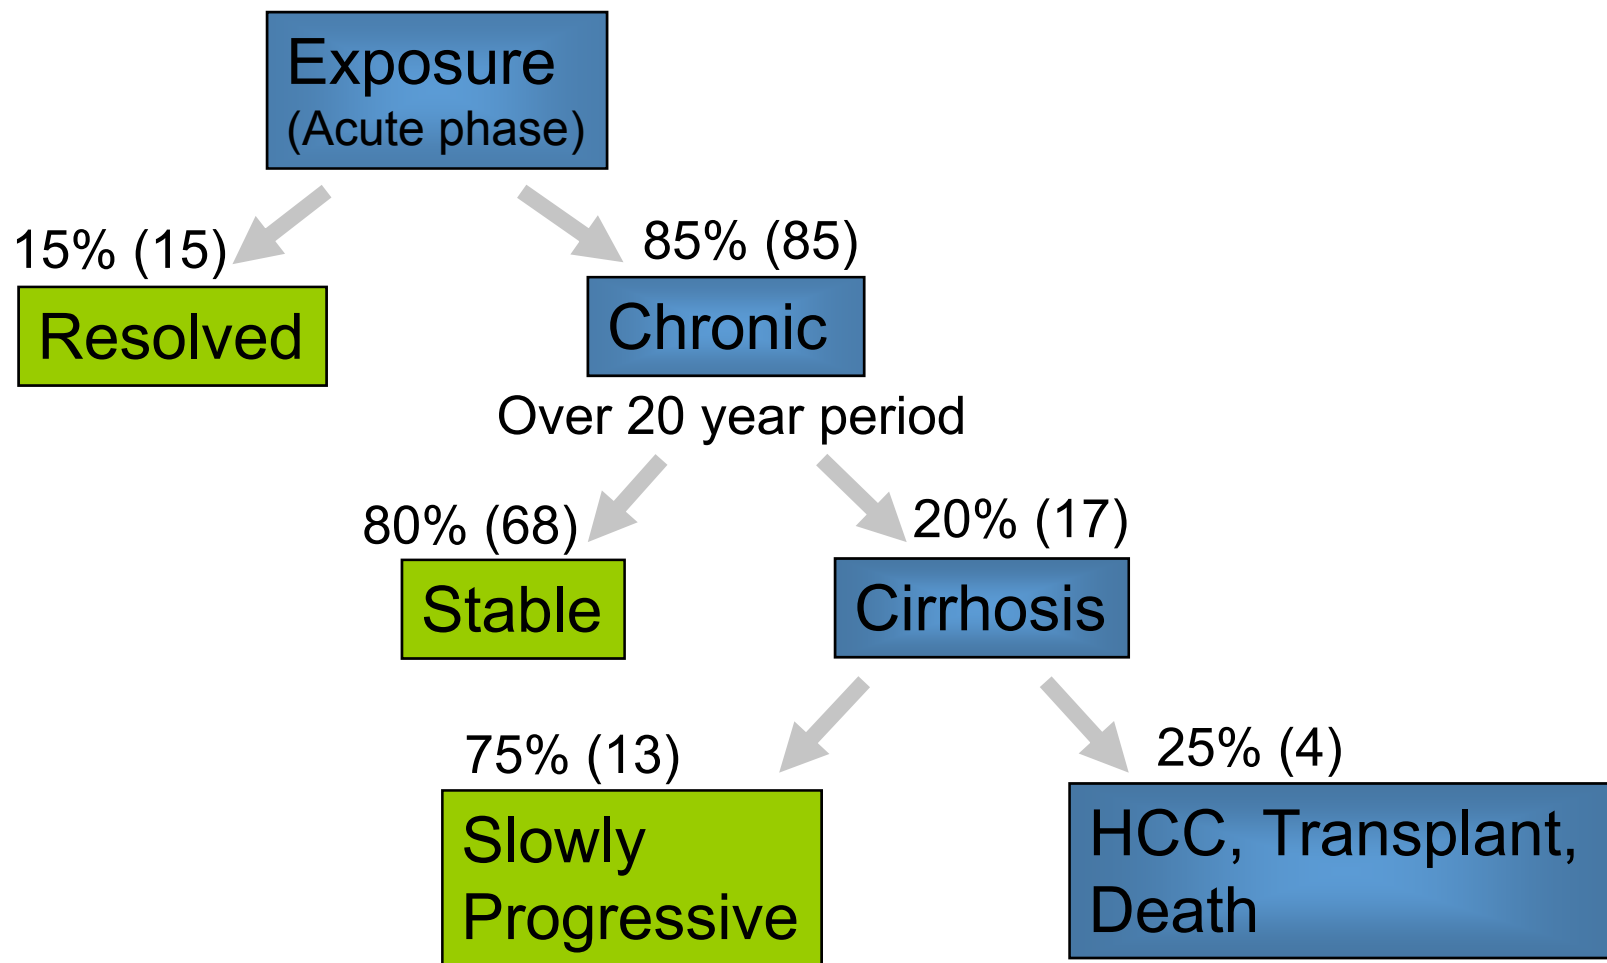 Exposure
(Acute phase)
15% (15)
85% (85)
Resolved
Chronic
Over 20 year period
80% (68)
20% (17)
Stable
Cirrhosis
75% (13)
25% (4)
Slowly
Progressive
HCC, Transplant,
Death